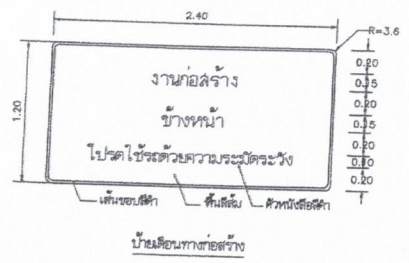 2.40
R=3.6
1.20
งานก่อสร้าง
ข้างหน้า
โปรดใช้รถด้วยความระมัดระวัง
0.20
0.15
0.20
0.15
0.20
0.10
0.20
เส้นขอบสีดำ
พื้นสีส้ม
ตัวหนังสือสีดำ
ป้ายเตือนทางก่อสร้าง